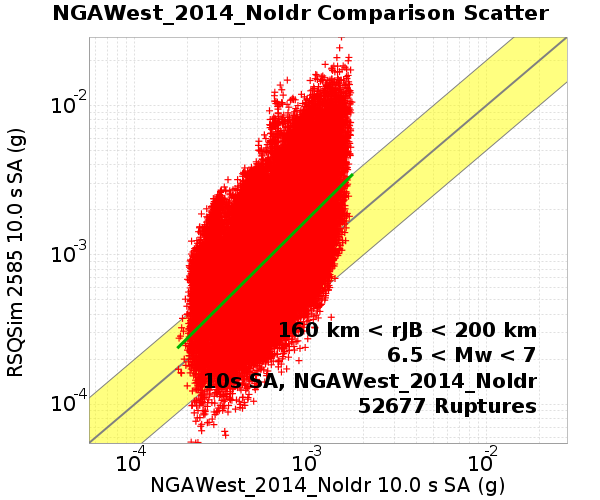 NGAWest_2014_NoIdr Comparison Scatter
RSQSim 2585 10.0 s SA (g)
10-2
10-3
10-4
160 km < rJB < 200 km
6.5 < Mw < 7
10s SA, NGAWest_2014_NoIdr
52677 Ruptures
10-4 10-3 10-2
NGAWest_2014_NoIdr 10.0 s SA (g)